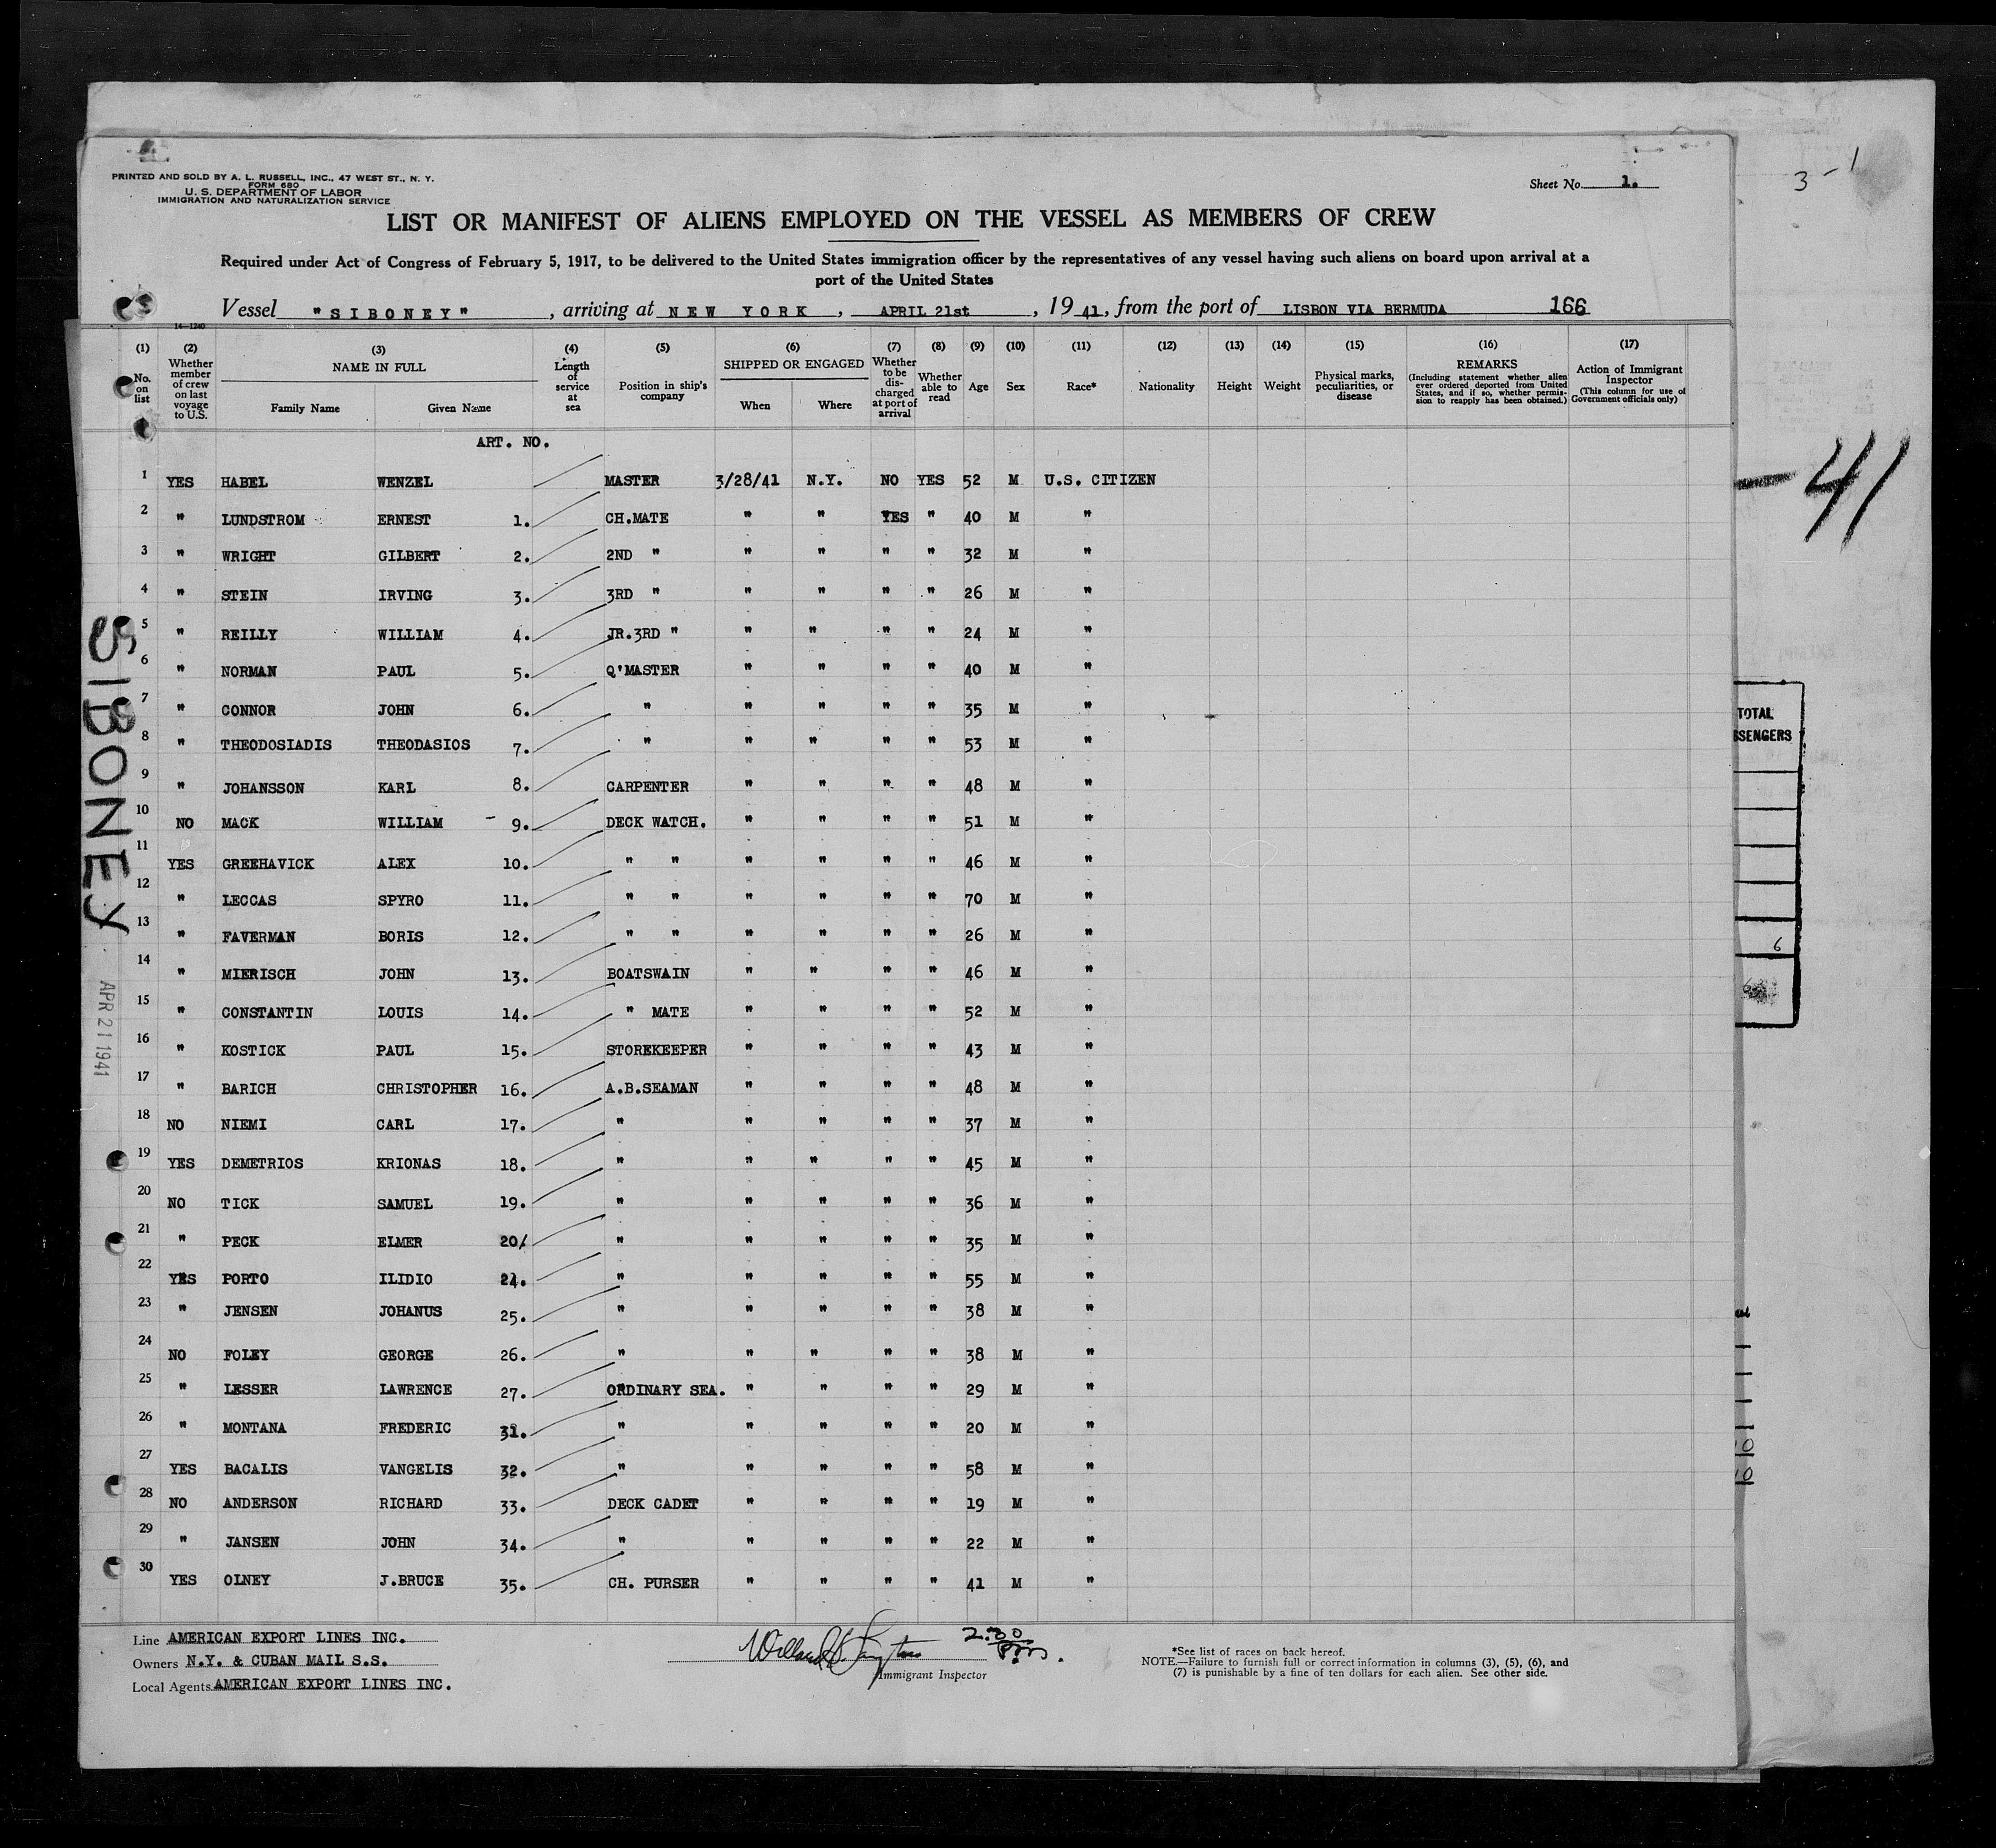 PRINTED AND SOLD BY A. L. RUSSELL, INC., 47 WEST ST., N. Y.
FORM 680
U. S. DEPARTMENT OF LABOR
IMMIGRATION AND NATURALIZATION SERVICE
Sheet No. 1.
3-1
LIST OR MANIFEST OF ALIENS EMPLOYED ON THE VESSEL AS MEMBERS OF CREW
Required under Act of Congress of February 5, 1917, to be delivered to the United States immigration officer by the representatives of any vessel having such aliens on board upon arrival at a
port of the United States
Vessel "SIBONEY", arriving at NEW YORK, APRIL 21st, 19 41, from the port of LISBON VIA BERMUDA 166
14—1240
(1) (2) (3) (4) (5) (6) (7) (8) (9) (10) (11) (12) (13) (14) (15) (16) (17)
No. on list
Whether member of crew on last voyage to U.S.
NAME IN FULL
Family Name Given Name
Length of service at sea
Position in ship's company
SHIPPED OR ENGAGED
When Where
Whether to be discharged at port of arrival
Whether able to read
Age
Sex
Race*
Nationality
Height
Weight
Physical marks, peculiarities, or disease
REMARKS
(Including statement whether alien ever ordered deported from United States, and if so, whether permission to reapply has been obtained.)
Action of Immigrant Inspector
(This column for use of Government officials only)
ART. NO.
1 YES HABEL WENZEL MASTER 3/28/41 N.Y. NO YES 52 M U.S. CITIZEN
2 " LUNDSTROM ERNEST 1. CH.MATE " " YES " 40 M "
3 " WRIGHT GILBERT 2. 2ND " " " " " 32 M "
4 " STEIN IRVING 3. 3RD " " " " " 26 M "
5 " REILLY WILLIAM 4. JR.3RD " " " " " 24 M "
6 " NORMAN PAUL 5. Q'MASTER " " " " 40 M "
7 " CONNOR JOHN 6. " " " " " 35 M "
8 " THEODOSIADIS THEODASIOS 7. " " " " " 53 M "
9 " JOHANSSON KARL 8. CARPENTER " " " " 48 M "
10 NO MACK WILLIAM - 9. DECK WATCH. " " " " 51 M "
11 YES GREEHAVICK ALEX 10. " " " " " " 46 M "
12 " LECCAS SPYRO 11. " " " " " " 70 M "
13 " FAVERMAN BORIS 12. " " " " " " 26 M "
14 " MIERISCH JOHN 13. BOATSWAIN " " " " 46 M "
15 " CONSTANTIN LOUIS 14. " MATE " " " " 52 M "
16 " KOSTICK PAUL 15. STOREKEEPER " " " " 43 M "
17 " BARICH CHRISTOPHER 16. A.B.SEAMAN " " " " 48 M "
18 NO NIEMI CARL 17. " " " " " 37 M "
19 YES DEMETRIOS KRIONAS 18. " " " " " 45 M "
20 NO TICK SAMUEL 19. " " " " " 36 M "
21 " PECK ELMER 20/ " " " " " 35 M "
22 YES PORTO ILIDIO 24. " " " " " 55 M "
23 " JENSEN JOHANUS 25. " " " " " 38 M "
24 NO FOLEY GEORGE 26. " " " " " 38 M "
25 " LESSER LAWRENCE 27. ORDINARY SEA. " " " " 29 M "
26 " MONTANA FREDERIC 31. " " " " " 20 M "
27 YES BACALIS VANGELIS 32. " " " " " 58 M "
28 NO ANDERSON RICHARD 33. DECK CADET " " " " 19 M "
29 " JANSEN JOHN 34. " " " " " 22 M "
30 YES OLNEY J.BRUCE 35. CH. PURSER " " " " 41 M "
Line AMERICAN EXPORT LINES INC.
Owners N.Y. & CUBAN MAIL S.S.
Local Agents AMERICAN EXPORT LINES INC.
2:30 P.M.
Immigrant Inspector
*See list of races on back hereof.
NOTE.—Failure to furnish full or correct information in columns (3), (5), (6), and
(7) is punishable by a fine of ten dollars for each alien. See other side.
SIBONEY
APR 21 1941
-41
TOTAL
SSENGERS
6